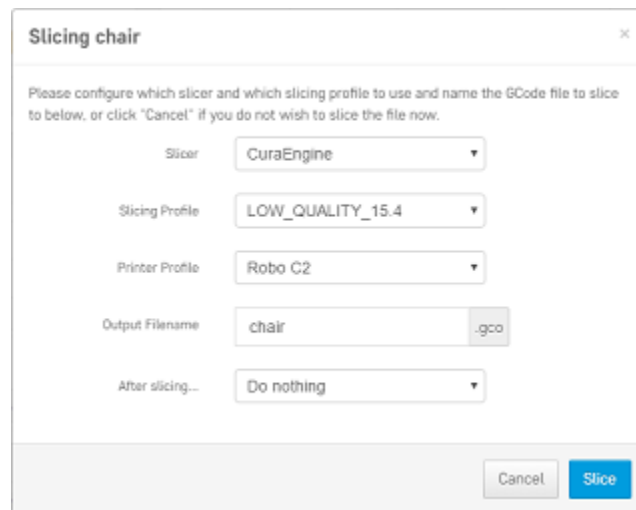 Slicing chair
×
Please configure which slicer and which slicing profile to use and name the GCode file to slice
to below, or click "Cancel" if you do not wish to slice the file now.
Slicer CuraEngine
Slicing Profile LOW_QUALITY_15.4
Printer Profile Robo C2
Output Filename chair .gco
After slicing... Do nothing
Cancel Slice